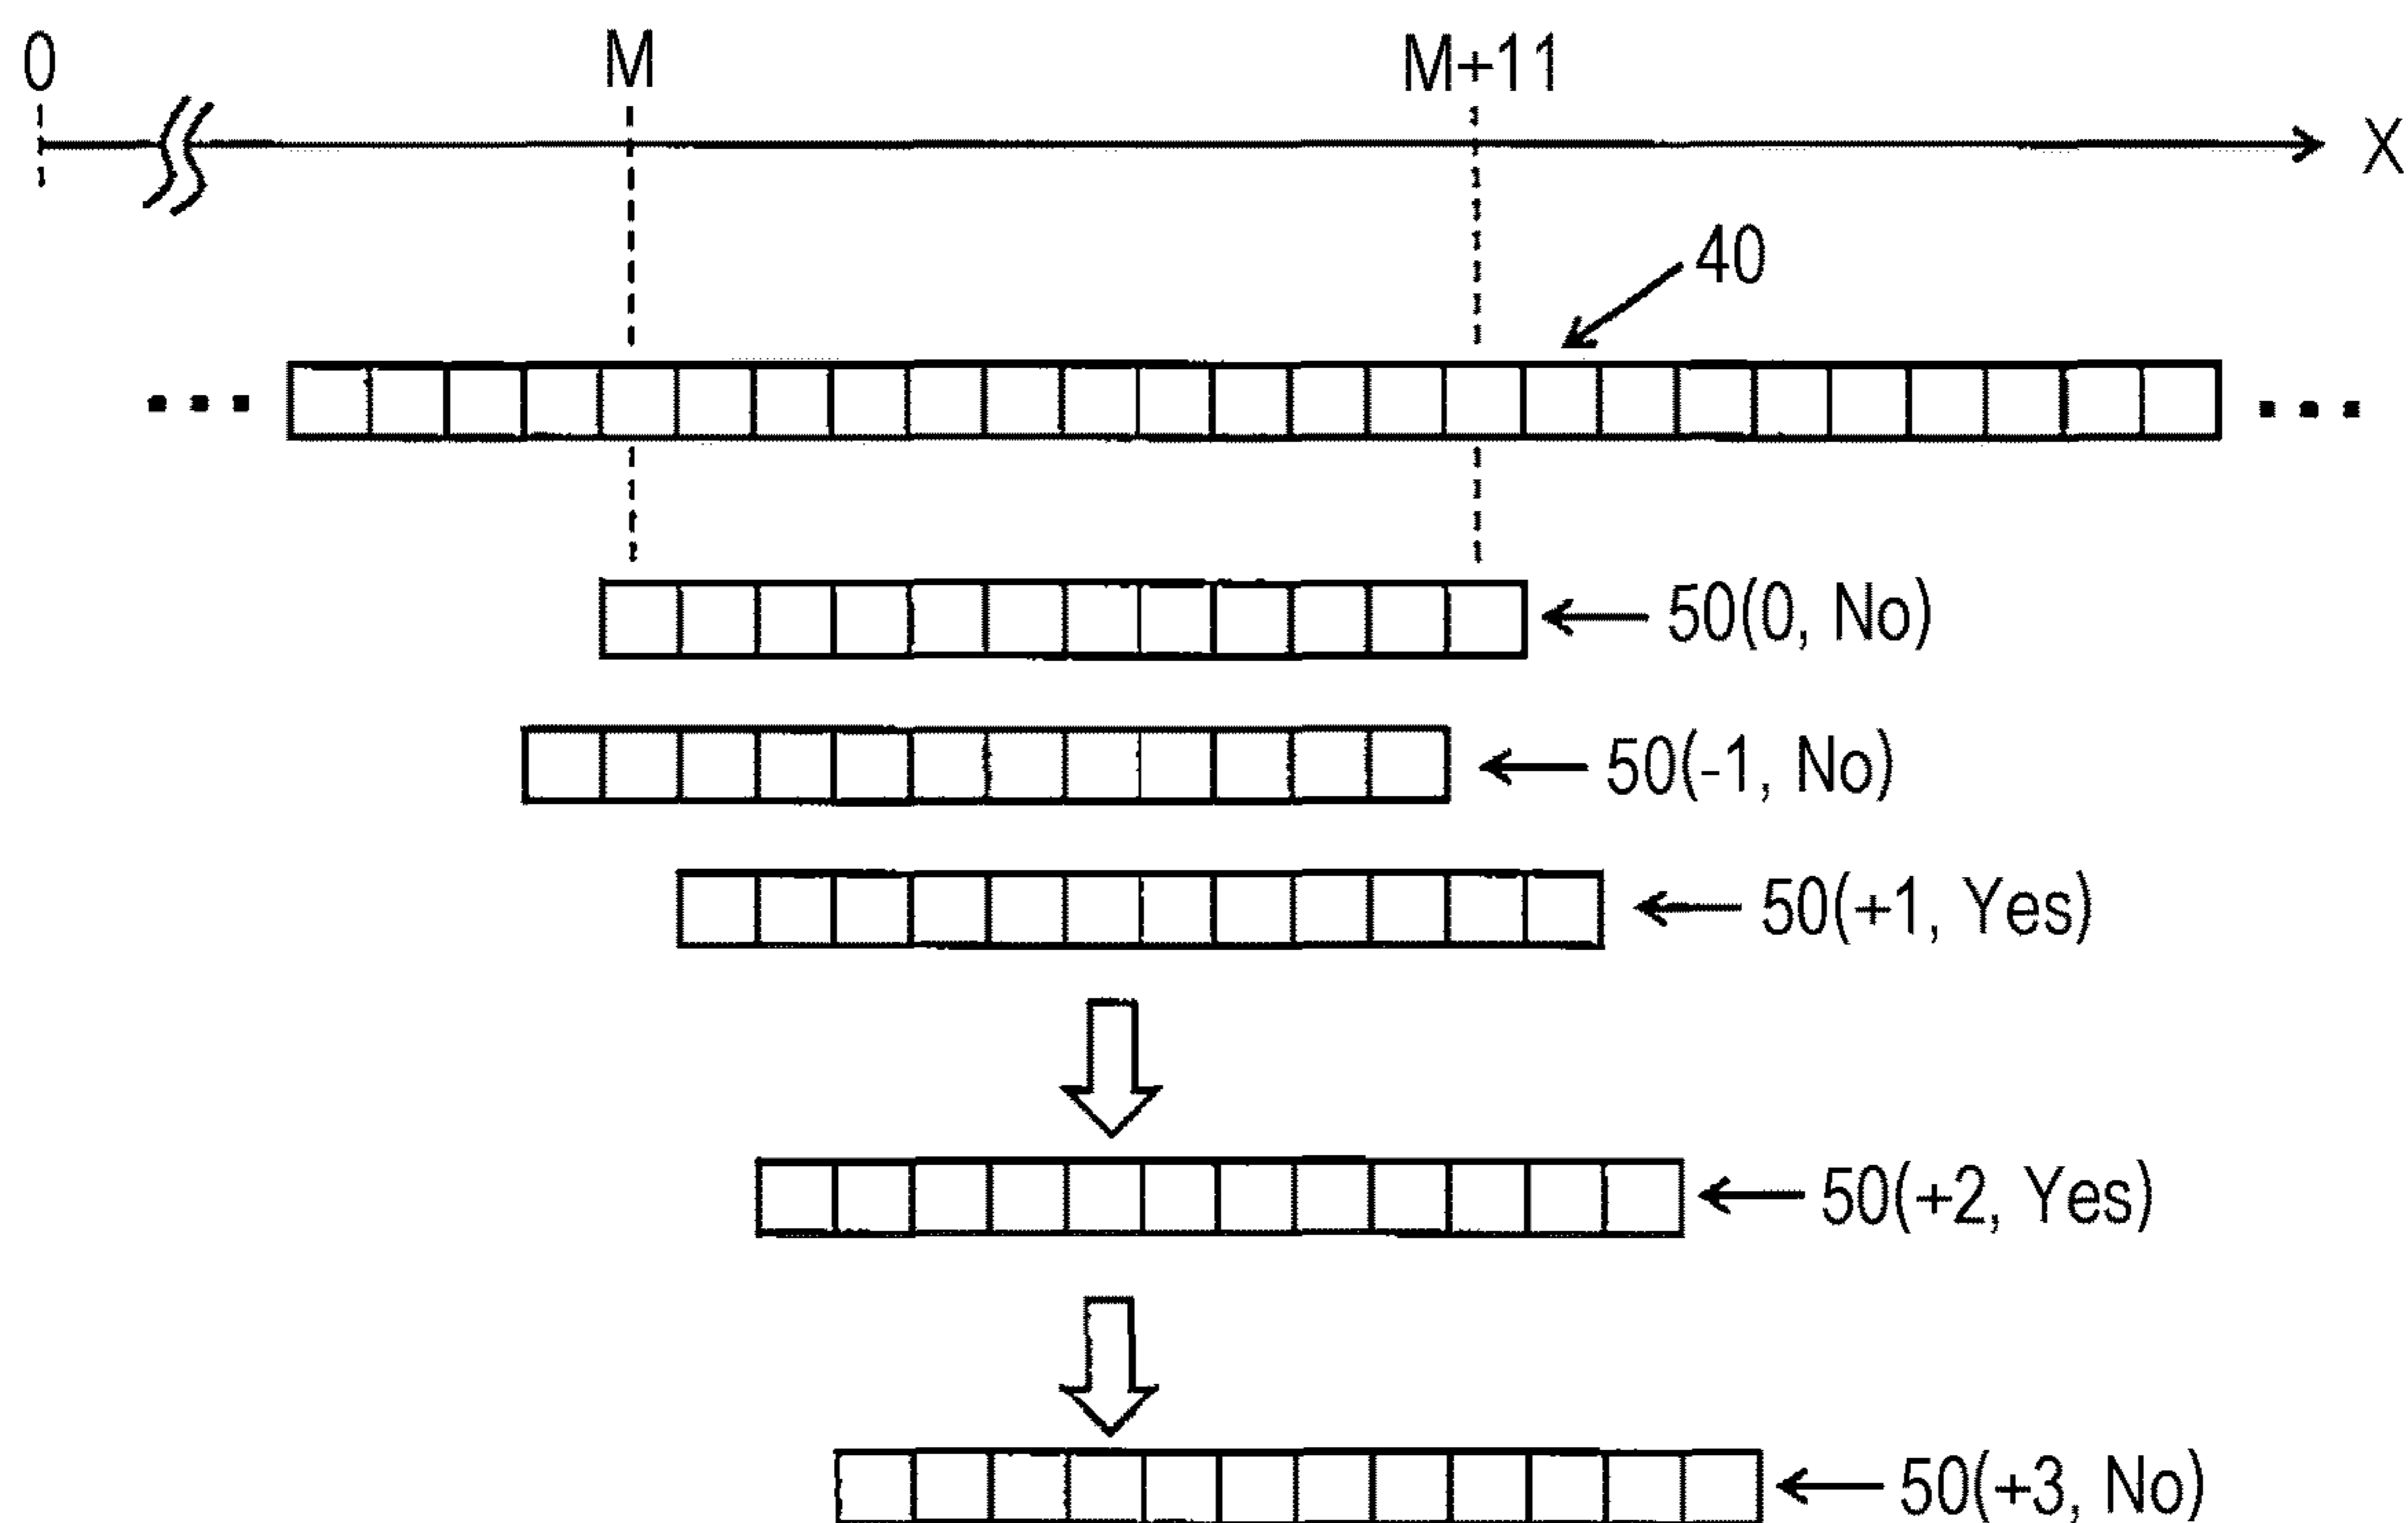 0 M M+11
X
40
... ...
50(0, No)
50(-1, No)
50(+1, Yes)
50(+2, Yes)
50(+3, No)